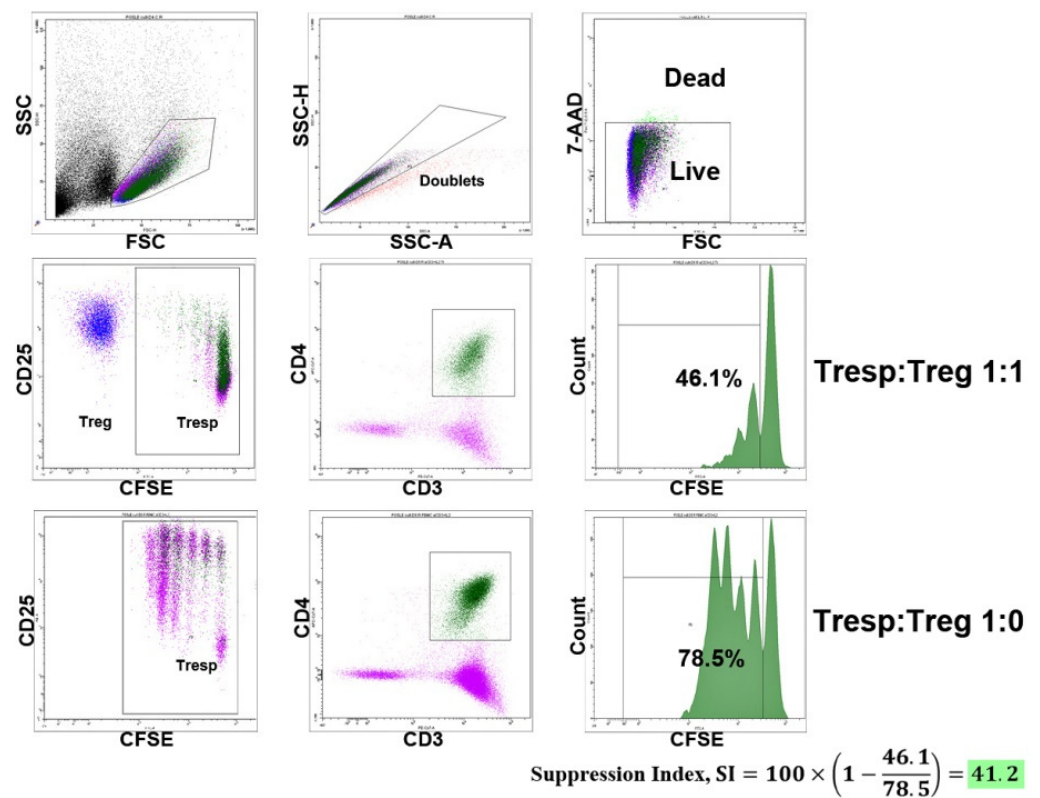 SSC
FSC
SSC-H
Doublets
SSC-A
7-AAD
Dead
Live
FSC
CD25
Treg
Tresp
CFSE
CD4
CD3
Count
46.1%
CFSE
Tresp:Treg 1:1
CD25
Tresp
CFSE
CD4
CD3
Count
78.5%
CFSE
Tresp:Treg 1:0
Suppression Index, SI = 100 × (1 − 46.1/78.5) = 41.2